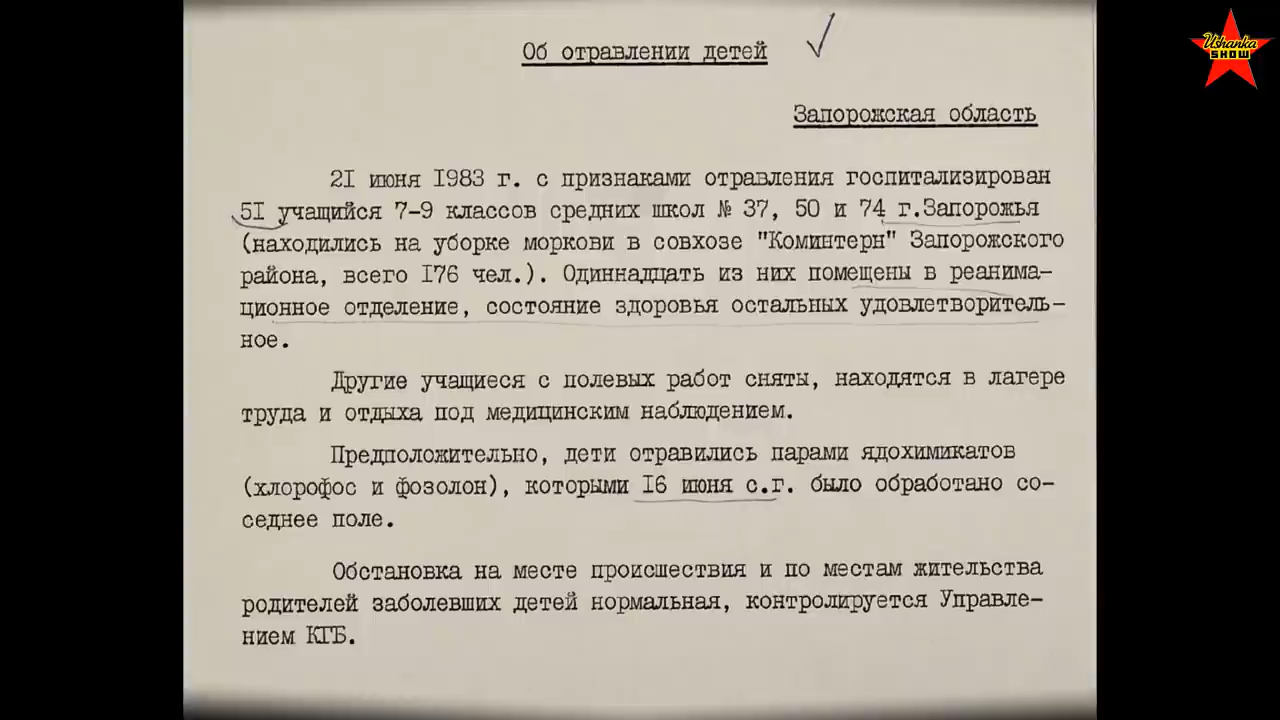 Об отравлении детей
Ushanka
SHOW
Запорожская область
2I июня I983 г. с признаками отравления госпитализирован
5I учащийся 7-9 классов средних школ № 37, 50 и 74 г.Запорожья
(находились на уборке моркови в совхозе "Коминтерн" Запорожского
района, всего I76 чел.). Одиннадцать из них помещены в реанима-
ционное отделение, состояние здоровья остальных удовлетворитель-
ное.
Другие учащиеся с полевых работ сняты, находятся в лагере
труда и отдыха под медицинским наблюдением.
Предположительно, дети отравились парами ядохимикатов
(хлорофос и фозолон), которыми I6 июня с.г. было обработано со-
седнее поле.
Обстановка на месте происшествия и по местам жительства
родителей заболевших детей нормальная, контролируется Управле-
нием КГБ.